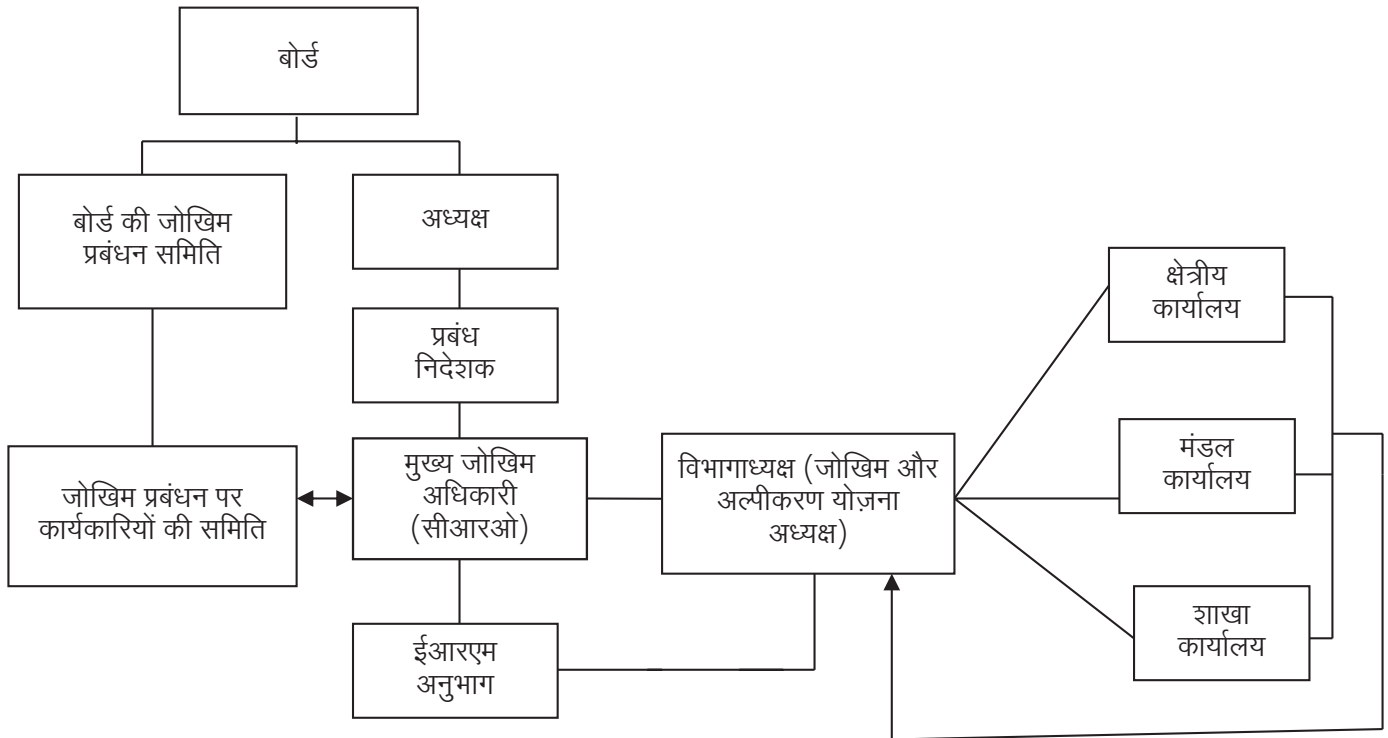 बोर्ड
बोर्ड की जोखिम
प्रबंधन समिति
अध्यक्ष
प्रबंध
निदेशक
जोखिम प्रबंधन पर
कार्यकारियों की समिति
मुख्य जोखिम
अधिकारी
(सीआरओ)
ईआरएम
अनुभाग
विभागाध्यक्ष (जोखिम और
अल्पीकरण योज़ना
अध्यक्ष)
क्षेत्रीय
कार्यालय
मंडल
कार्यालय
शाखा
कार्यालय